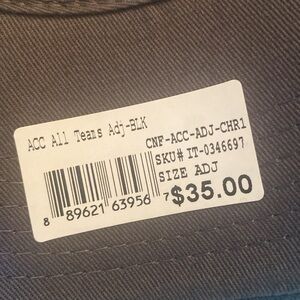 ACC All Teams Adj-BLK
CNF-ACC-ADJ-CHR1
SKU# IT-0346697
SIZE ADJ
$35.00
8 89621 63956 7